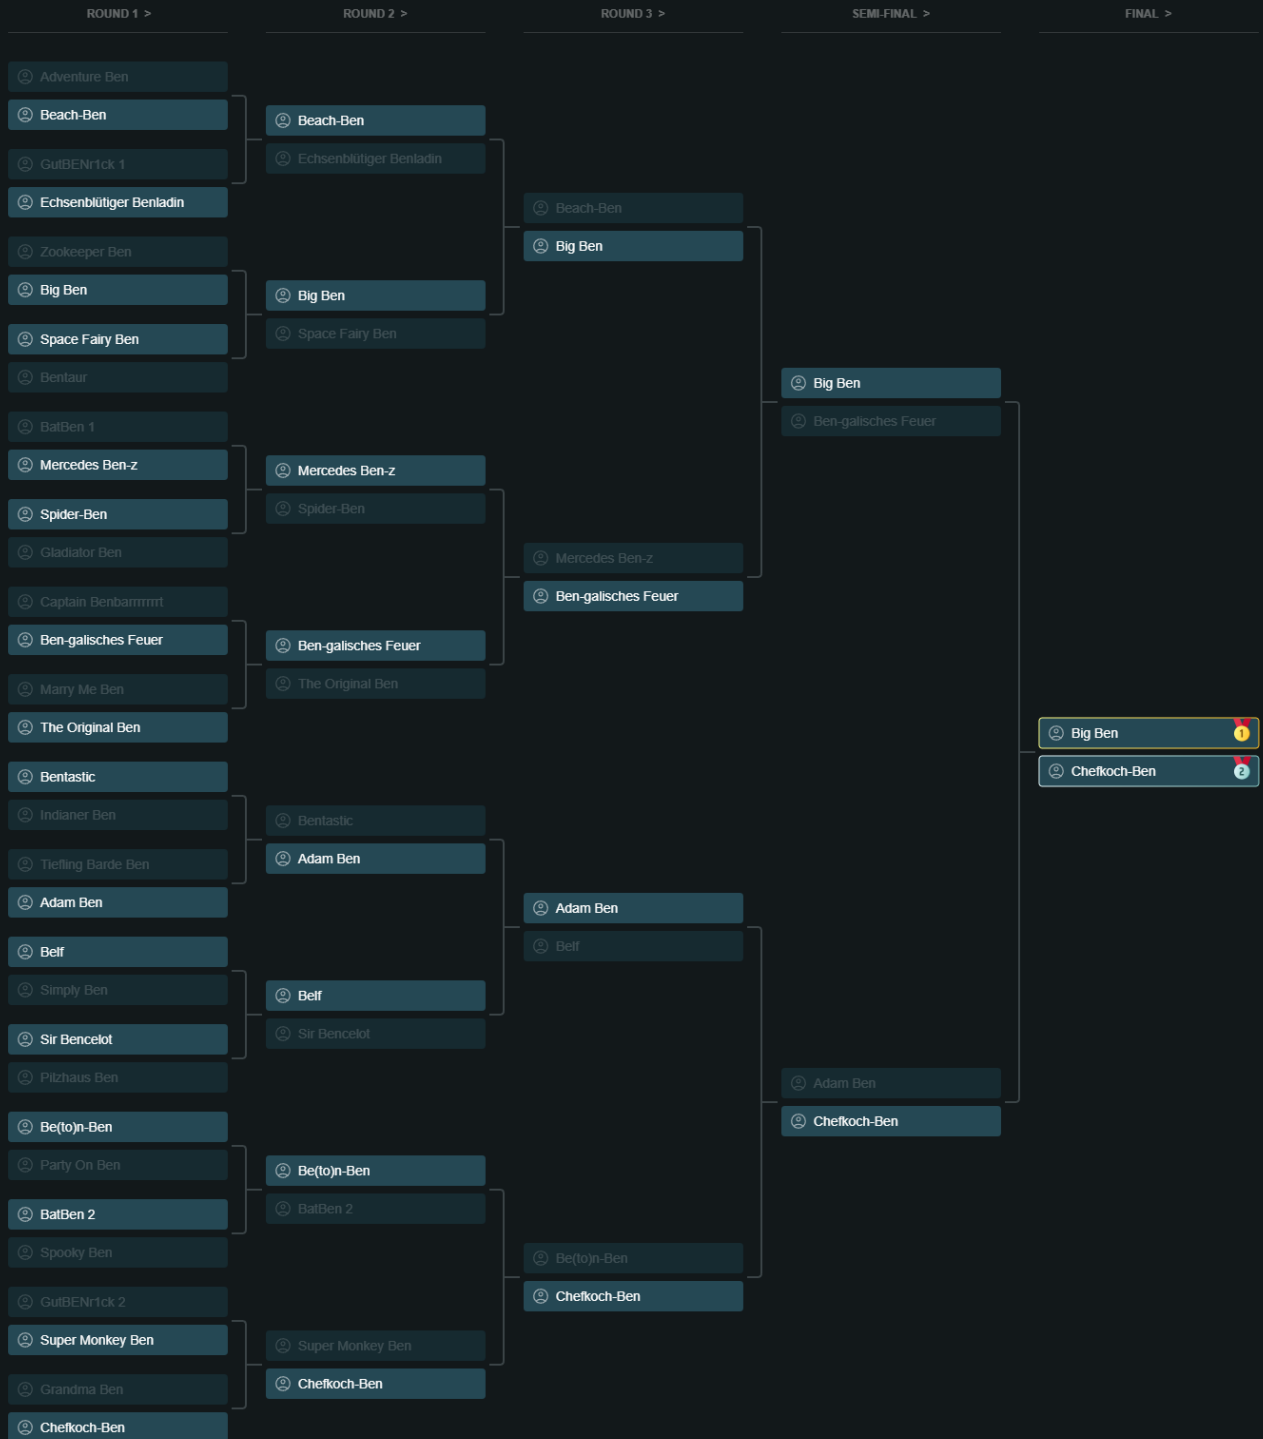 ROUND 1 >
ROUND 2 >
ROUND 3 >
SEMI-FINAL >
FINAL >
Adventure Ben
Beach-Ben
GutBENr1ck 1
Echsenblütiger Benladin
Zookeeper Ben
Big Ben
Space Fairy Ben
Bentaur
BatBen 1
Mercedes Ben-z
Spider-Ben
Gladiator Ben
Captain Benbarrrrrrt
Ben-galisches Feuer
Marry Me Ben
The Original Ben
Bentastic
Indianer Ben
Tiefling Barde Ben
Adam Ben
Belf
Simply Ben
Sir Bencelot
Pilzhaus Ben
Be(to)n-Ben
Party On Ben
BatBen 2
Spooky Ben
GutBENr1ck 2
Super Monkey Ben
Grandma Ben
Chefkoch-Ben
Beach-Ben
Echsenblütiger Benladin
Big Ben
Space Fairy Ben
Mercedes Ben-z
Spider-Ben
Ben-galisches Feuer
The Original Ben
Bentastic
Adam Ben
Belf
Sir Bencelot
Be(to)n-Ben
BatBen 2
Super Monkey Ben
Chefkoch-Ben
Beach-Ben
Big Ben
Mercedes Ben-z
Ben-galisches Feuer
Adam Ben
Belf
Be(to)n-Ben
Chefkoch-Ben
Big Ben
Ben-galisches Feuer
Adam Ben
Chefkoch-Ben
Big Ben 1
Chefkoch-Ben 2